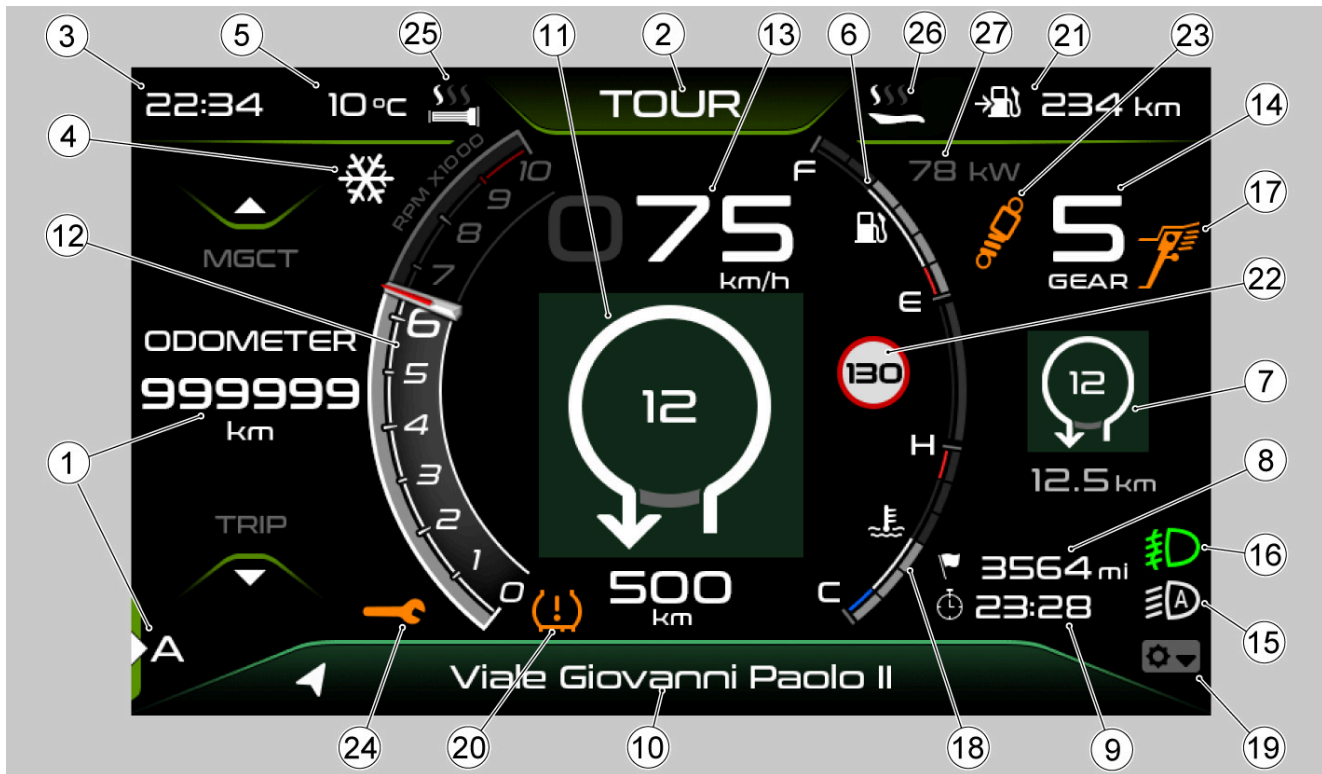 3
5
25
11
2
13
6
26
27
21
23
22:34
10 °C
TOUR
234 km
14
4
RPM X1000
10
9
8
7
6
5
4
3
2
1
0
F
78 kW
075
km/h
5
GEAR
17
MGCT
12
E
22
ODOMETER
999999
km
12
130
12
7
H
12.5 km
8
1
TRIP
3564 mi
16
500
km
C
23:28
A
15
A
Viale Giovanni Paolo II
24
20
10
18
9
19